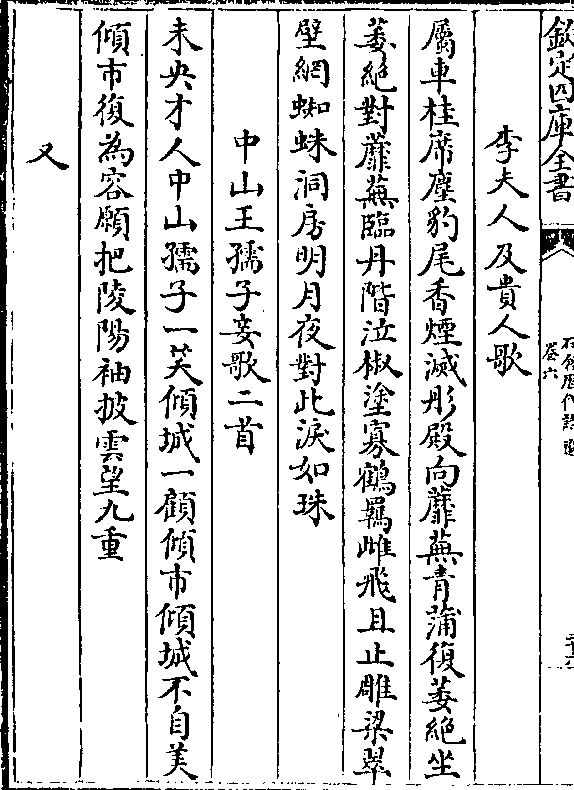 欽定四庫全書
石倉歴代詩選
卷六
李夫人及貴人歌
屬車桂席塵豹尾香煙滅彤殿向蘼蕪青蒲復萎絶坐
萎絶對蘼蕪臨丹階泣椒塗寡鶴羈雌飛且止雕梁翠
壁網蜘蛛洞房明月夜對此淚如珠
中山王孺子妾歌二首
未央才人中山孺子一笑傾城一顧傾市傾城不自美
傾市復為容願把陵陽袖披雲望九重
又